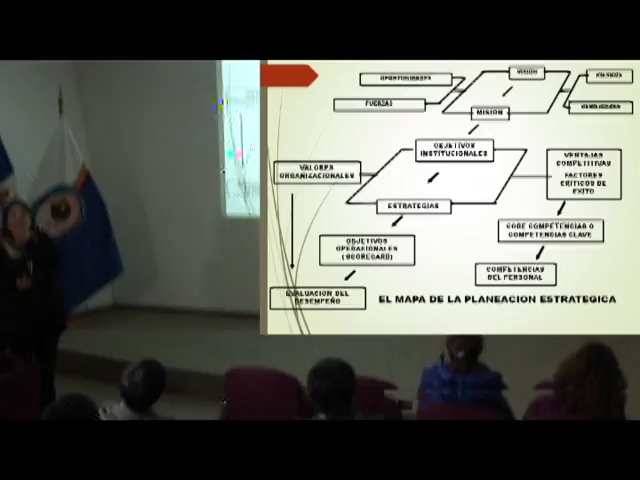 VISION
OPORTUNIDADES
RIESGOS
FUERZAS
MISION
DEBILIDADES
OBJETIVOS
INSTITUCIONALES
VALORES
ORGANIZACIONALES
VENTAJAS
COMPETITIVAS
FACTORES
CRITICOS DE
EXITO
ESTRATEGIAS
CORE COMPETENCIAS O
COMPETENCIAS CLAVE
OBJETIVOS
OPERACIONALES
(SCORECARD)
COMPETENCIAS
DEL PERSONAL
EVALUACION DEL
DESEMPEÑO
EL MAPA DE LA PLANEACION ESTRATEGICA